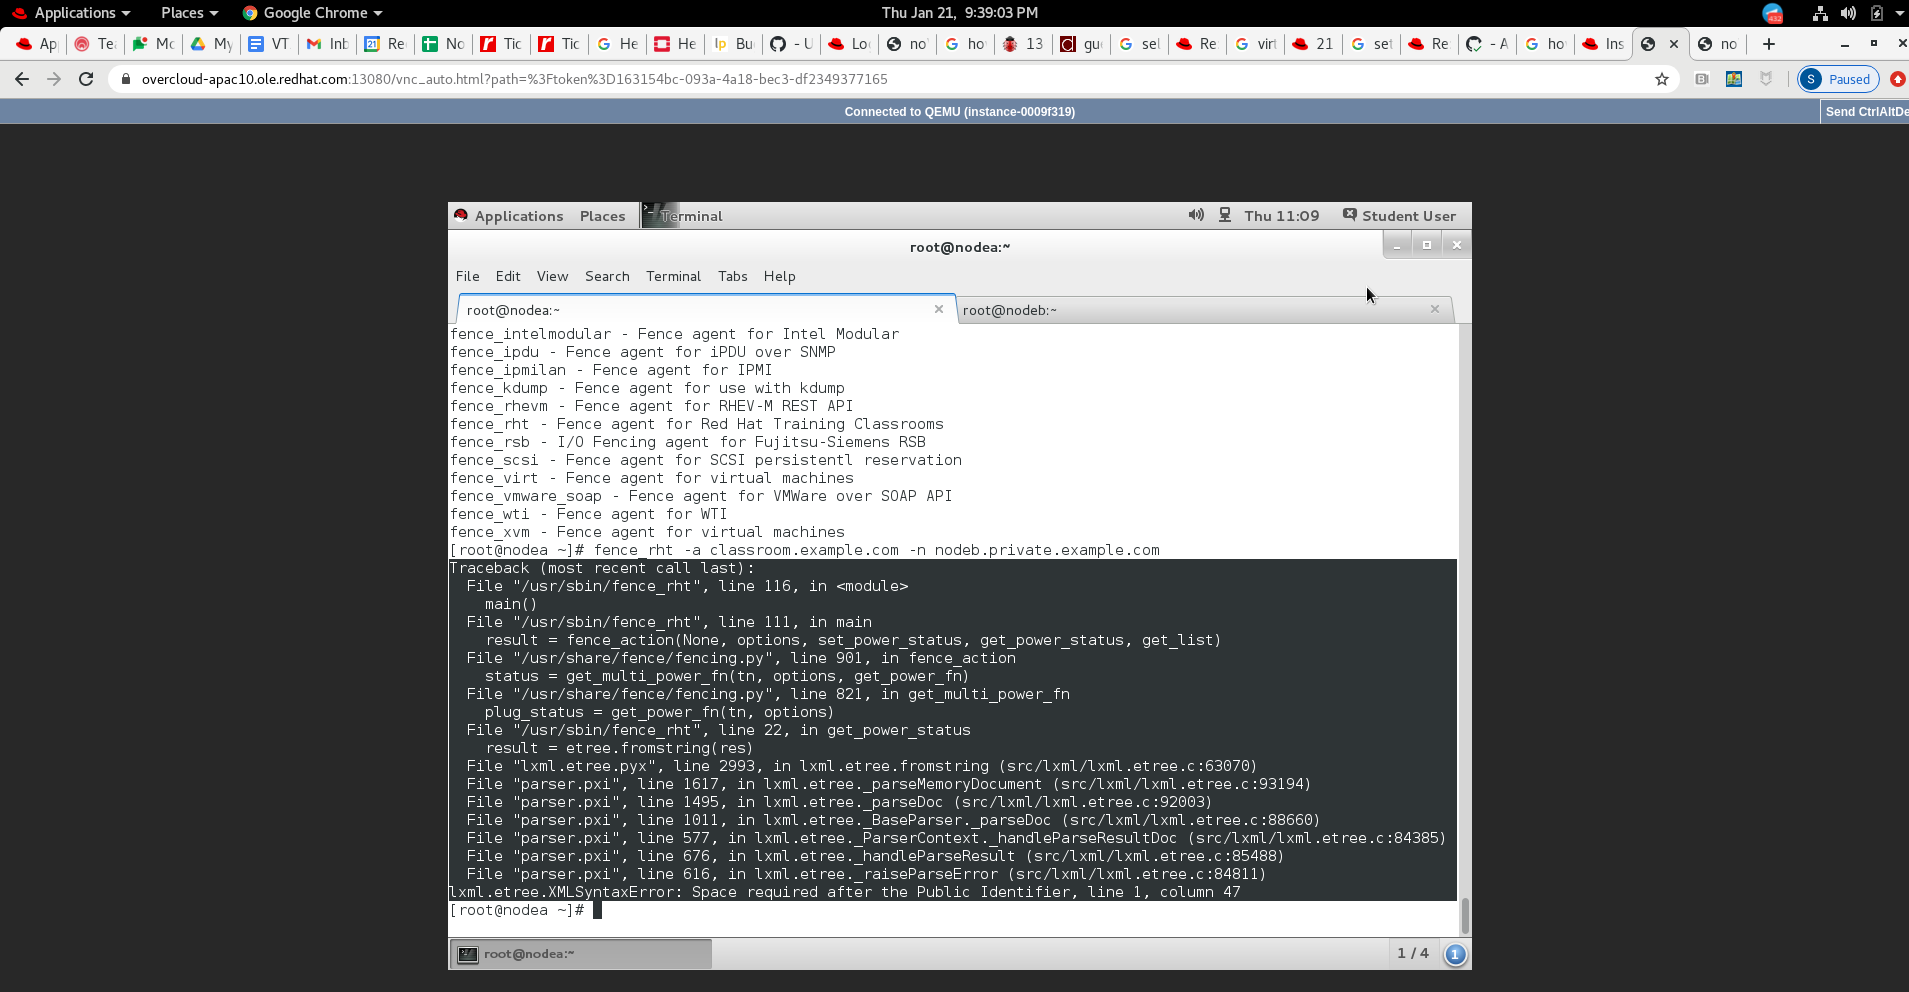 Applications Places Google Chrome Thu Jan 21, 9:39:03 PM
Ap Te Mc My VT Inb Re No Tic Tic He He Bu - U Lo no' ho 13 gu sel Re virt 21 set Re - A ho Ins no
overcloud-apac10.ole.redhat.com:13080/vnc_auto.html?path=%3Ftoken%3D163154bc-093a-4a18-bec3-df2349377165 S Paused
Connected to QEMU (instance-0009f319) Send CtrlAltDe
Applications Places Terminal Thu 11:09 Student User
root@nodea:~
File Edit View Search Terminal Tabs Help
root@nodea:~ root@nodeb:~
fence_intelmodular - Fence agent for Intel Modular
fence_ipdu - Fence agent for iPDU over SNMP
fence_ipmilan - Fence agent for IPMI
fence_kdump - Fence agent for use with kdump
fence_rhevm - Fence agent for RHEV-M REST API
fence_rht - Fence agent for Red Hat Training Classrooms
fence_rsb - I/O Fencing agent for Fujitsu-Siemens RSB
fence_scsi - Fence agent for SCSI persistentl reservation
fence_virt - Fence agent for virtual machines
fence_vmware_soap - Fence agent for VMWare over SOAP API
fence_wti - Fence agent for WTI
fence_xvm - Fence agent for virtual machines
[root@nodea ~]# fence_rht -a classroom.example.com -n nodeb.private.example.com
Traceback (most recent call last):
File "/usr/sbin/fence_rht", line 116, in <module>
main()
File "/usr/sbin/fence_rht", line 111, in main
result = fence_action(None, options, set_power_status, get_power_status, get_list)
File "/usr/share/fence/fencing.py", line 901, in fence_action
status = get_multi_power_fn(tn, options, get_power_fn)
File "/usr/share/fence/fencing.py", line 821, in get_multi_power_fn
plug_status = get_power_fn(tn, options)
File "/usr/sbin/fence_rht", line 22, in get_power_status
result = etree.fromstring(res)
File "lxml.etree.pyx", line 2993, in lxml.etree.fromstring (src/lxml/lxml.etree.c:63070)
File "parser.pxi", line 1617, in lxml.etree._parseMemoryDocument (src/lxml/lxml.etree.c:93194)
File "parser.pxi", line 1495, in lxml.etree._parseDoc (src/lxml/lxml.etree.c:92003)
File "parser.pxi", line 1011, in lxml.etree._BaseParser._parseDoc (src/lxml/lxml.etree.c:88660)
File "parser.pxi", line 577, in lxml.etree._ParserContext._handleParseResultDoc (src/lxml/lxml.etree.c:84385)
File "parser.pxi", line 676, in lxml.etree._handleParseResult (src/lxml/lxml.etree.c:85488)
File "parser.pxi", line 616, in lxml.etree._raiseParseError (src/lxml/lxml.etree.c:84811)
lxml.etree.XMLSyntaxError: Space required after the Public Identifier, line 1, column 47
[root@nodea ~]#
root@nodea:~ 1 / 4 1